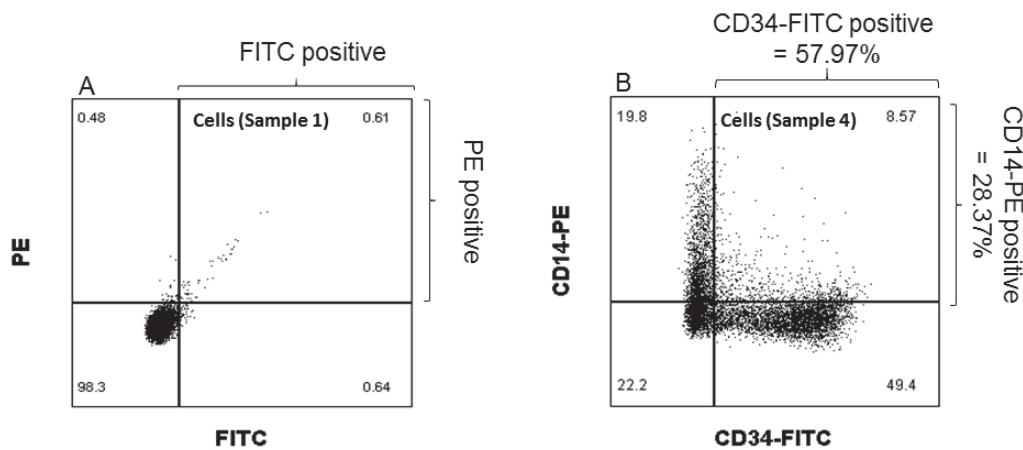 FITC positive
A
0.48
Cells (Sample 1)
0.61
PE positive
PE
98.3
0.64
FITC
CD34-FITC positive
= 57.97%
B
19.8
Cells (Sample 4)
8.57
CD14-PE positive
= 28.37%
CD14-PE
22.2
49.4
CD34-FITC